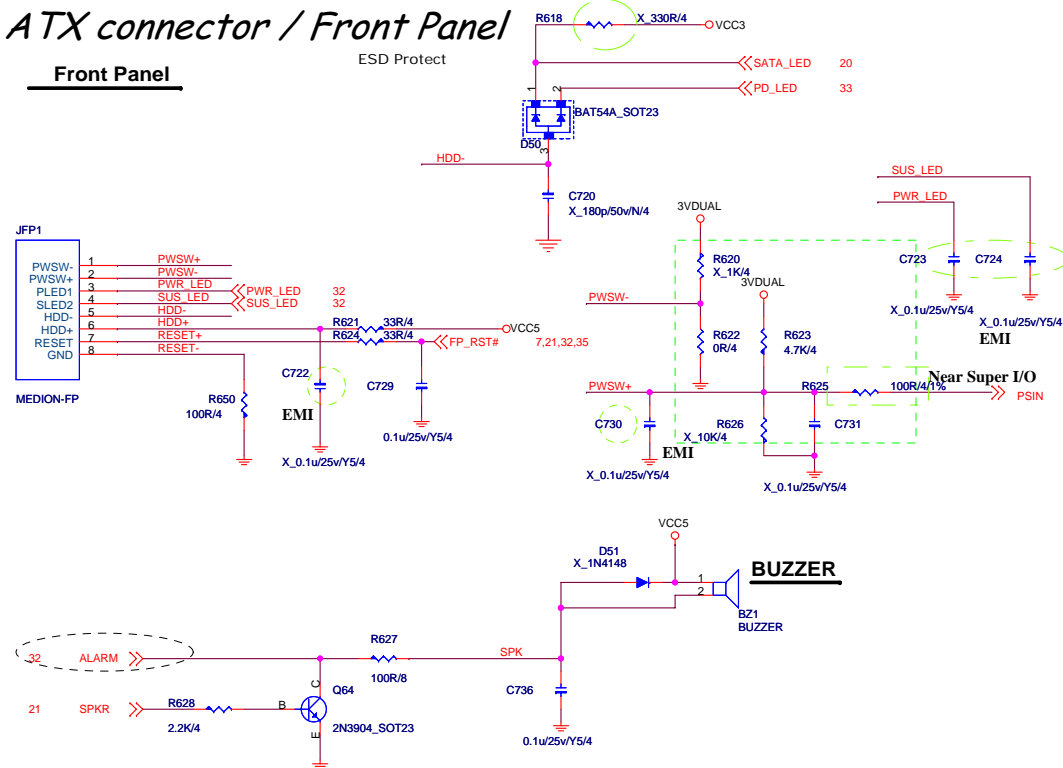 ATX connector / Front Panel
Front Panel
ESD Protect
R618
X_330R/4
VCC3
SATA_LED 20
PD_LED 33
1
2
BAT54A_SOT23
D50
3
HDD-
C720
X_180p/50v/N/4
SUS_LED
PWR_LED
C723
C724
X_0.1u/25v/Y5/4
X_0.1u/25v/Y5/4
EMI
JFP1
PWSW- 1 PWSW+
PWSW+ 2 PWSW-
PLED1 3 PWR_LED PWR_LED 32
SLED2 4 SUS_LED SUS_LED 32
HDD- 5 HDD-
HDD+ 6 HDD+ R621 33R/4 VCC5
RESET 7 RESET+ R624 33R/4 FP_RST# 7,21,32,35
GND 8 RESET-
MEDION-FP
R650
100R/4
C722
EMI
X_0.1u/25v/Y5/4
C729
0.1u/25v/Y5/4
3VDUAL
R620
X_1K/4
3VDUAL
PWSW-
R622
0R/4
R623
4.7K/4
PWSW+
R625
100R/4/1%
Near Super I/O
PSIN
C730
EMI
X_0.1u/25v/Y5/4
R626
X_10K/4
C731
X_0.1u/25v/Y5/4
VCC5
D51
X_1N4148
BUZZER
1
2
BZ1
BUZZER
32 ALARM
R627
100R/8
SPK
C736
0.1u/25v/Y5/4
21 SPKR
R628
2.2K/4
B
C
E
Q64
2N3904_SOT23